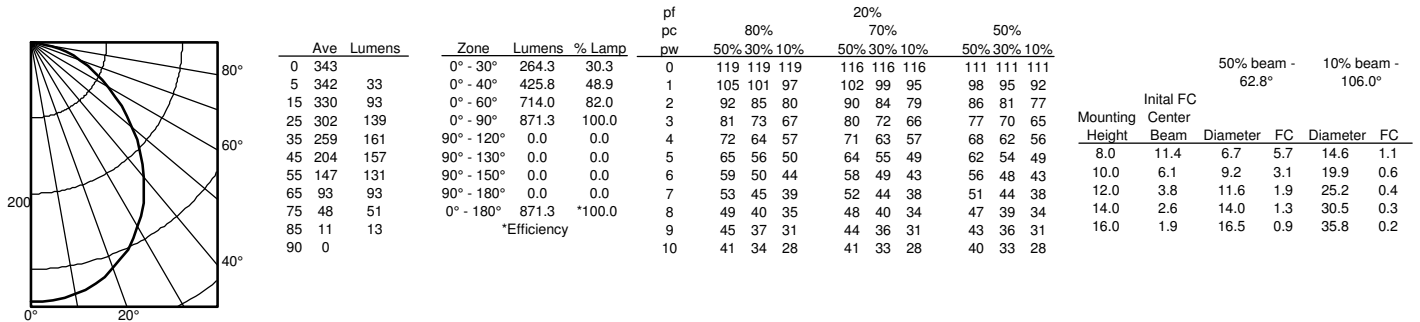 80°
60°
40°
200
0° 20°
Ave Lumens
0 343
5 342 33
15 330 93
25 302 139
35 259 161
45 204 157
55 147 131
65 93 93
75 48 51
85 11 13
90 0
Zone Lumens % Lamp
0° - 30° 264.3 30.3
0° - 40° 425.8 48.9
0° - 60° 714.0 82.0
0° - 90° 871.3 100.0
90° - 120° 0.0 0.0
90° - 130° 0.0 0.0
90° - 150° 0.0 0.0
90° - 180° 0.0 0.0
0° - 180° 871.3 *100.0
*Efficiency
pf 20%
pc 80% 70% 50%
pw 50% 30% 10% 50% 30% 10% 50% 30% 10%
0 119 119 119 116 116 116 111 111 111
1 105 101 97 102 99 95 98 95 92
2 92 85 80 90 84 79 86 81 77
3 81 73 67 80 72 66 77 70 65
4 72 64 57 71 63 57 68 62 56
5 65 56 50 64 55 49 62 54 49
6 59 50 44 58 49 43 56 48 43
7 53 45 39 52 44 38 51 44 38
8 49 40 35 48 40 34 47 39 34
9 45 37 31 44 36 31 43 36 31
10 41 34 28 41 33 28 40 33 28
50% beam - 10% beam -
62.8° 106.0°
Inital FC
Mounting Center
Height Beam Diameter FC Diameter FC
8.0 11.4 6.7 5.7 14.6 1.1
10.0 6.1 9.2 3.1 19.9 0.6
12.0 3.8 11.6 1.9 25.2 0.4
14.0 2.6 14.0 1.3 30.5 0.3
16.0 1.9 16.5 0.9 35.8 0.2